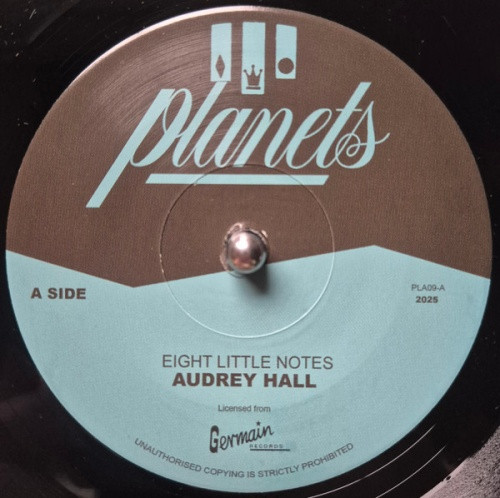 planets
A SIDE
PLA09-A
2025
EIGHT LITTLE NOTES
AUDREY HALL
Licensed from
Germain
RECORDS
UNAUTHORISED COPYING IS STRICTLY PROHIBITED